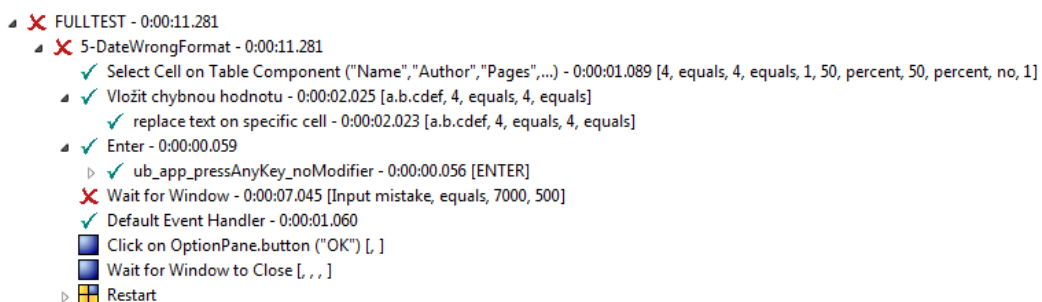 FULLTEST - 0:00:11.281
5-DateWrongFormat - 0:00:11.281
Select Cell on Table Component ("Name","Author","Pages",...) - 0:00:01.089 [4, equals, 4, equals, 1, 50, percent, 50, percent, no, 1]
Vložit chybnou hodnotu - 0:00:02.025 [a.b.cdef, 4, equals, 4, equals]
replace text on specific cell - 0:00:02.023 [a.b.cdef, 4, equals, 4, equals]
Enter - 0:00:00.059
ub_app_pressAnyKey_noModifier - 0:00:00.056 [ENTER]
Wait for Window - 0:00:07.045 [Input mistake, equals, 7000, 500]
Default Event Handler - 0:00:01.060
Click on OptionPane.button ("OK") [, ]
Wait for Window to Close [, , , ]
Restart